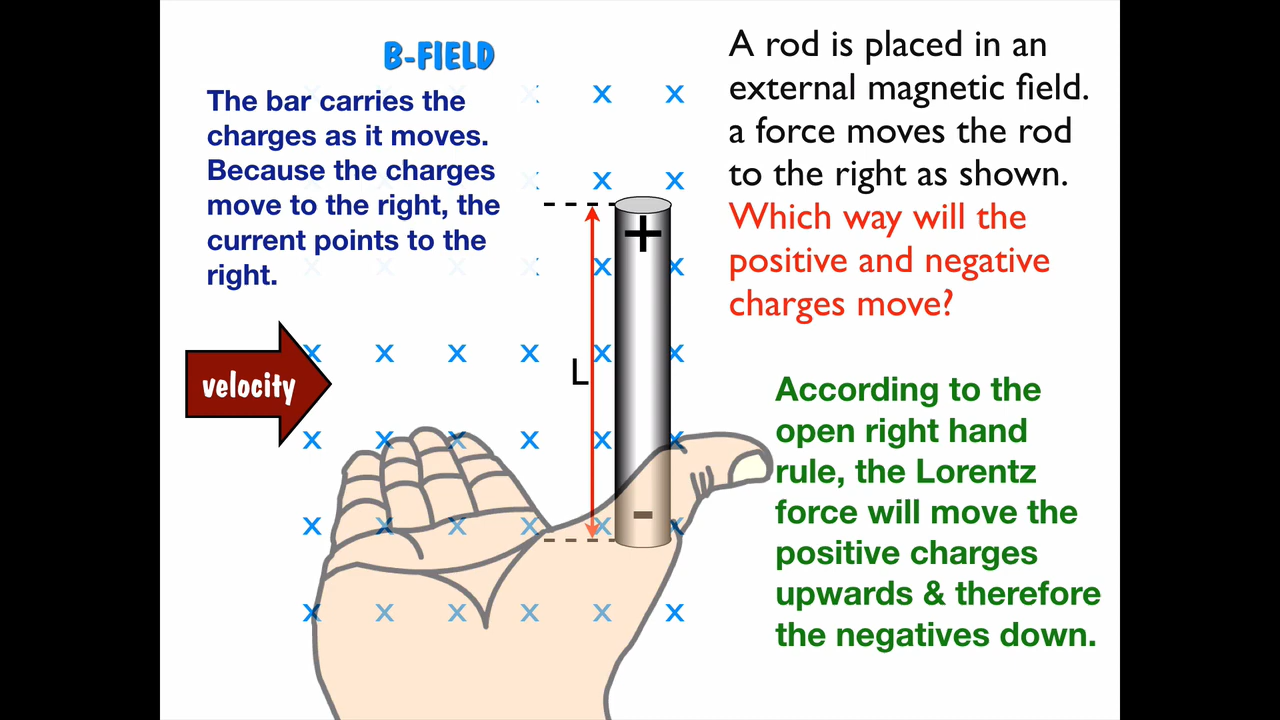 B-FIELD
The bar carries the
charges as it moves.
Because the charges
move to the right, the
current points to the
right.
A rod is placed in an
external magnetic field.
a force moves the rod
to the right as shown.
Which way will the
positive and negative
charges move?
x x x
x x x
+
x x x
velocity
x x x x x x
L
According to the
open right hand
rule, the Lorentz
force will move the
positive charges
upwards & therefore
the negatives down.
x x x x x x
-
x x x x x x
x x x x x x